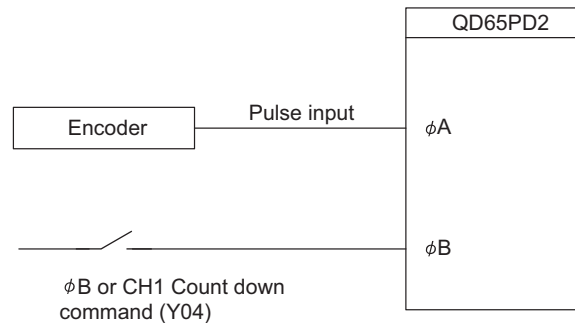 QD65PD2
Pulse input
Encoder
φA
φB
φB or CH1 Count down
command (Y04)